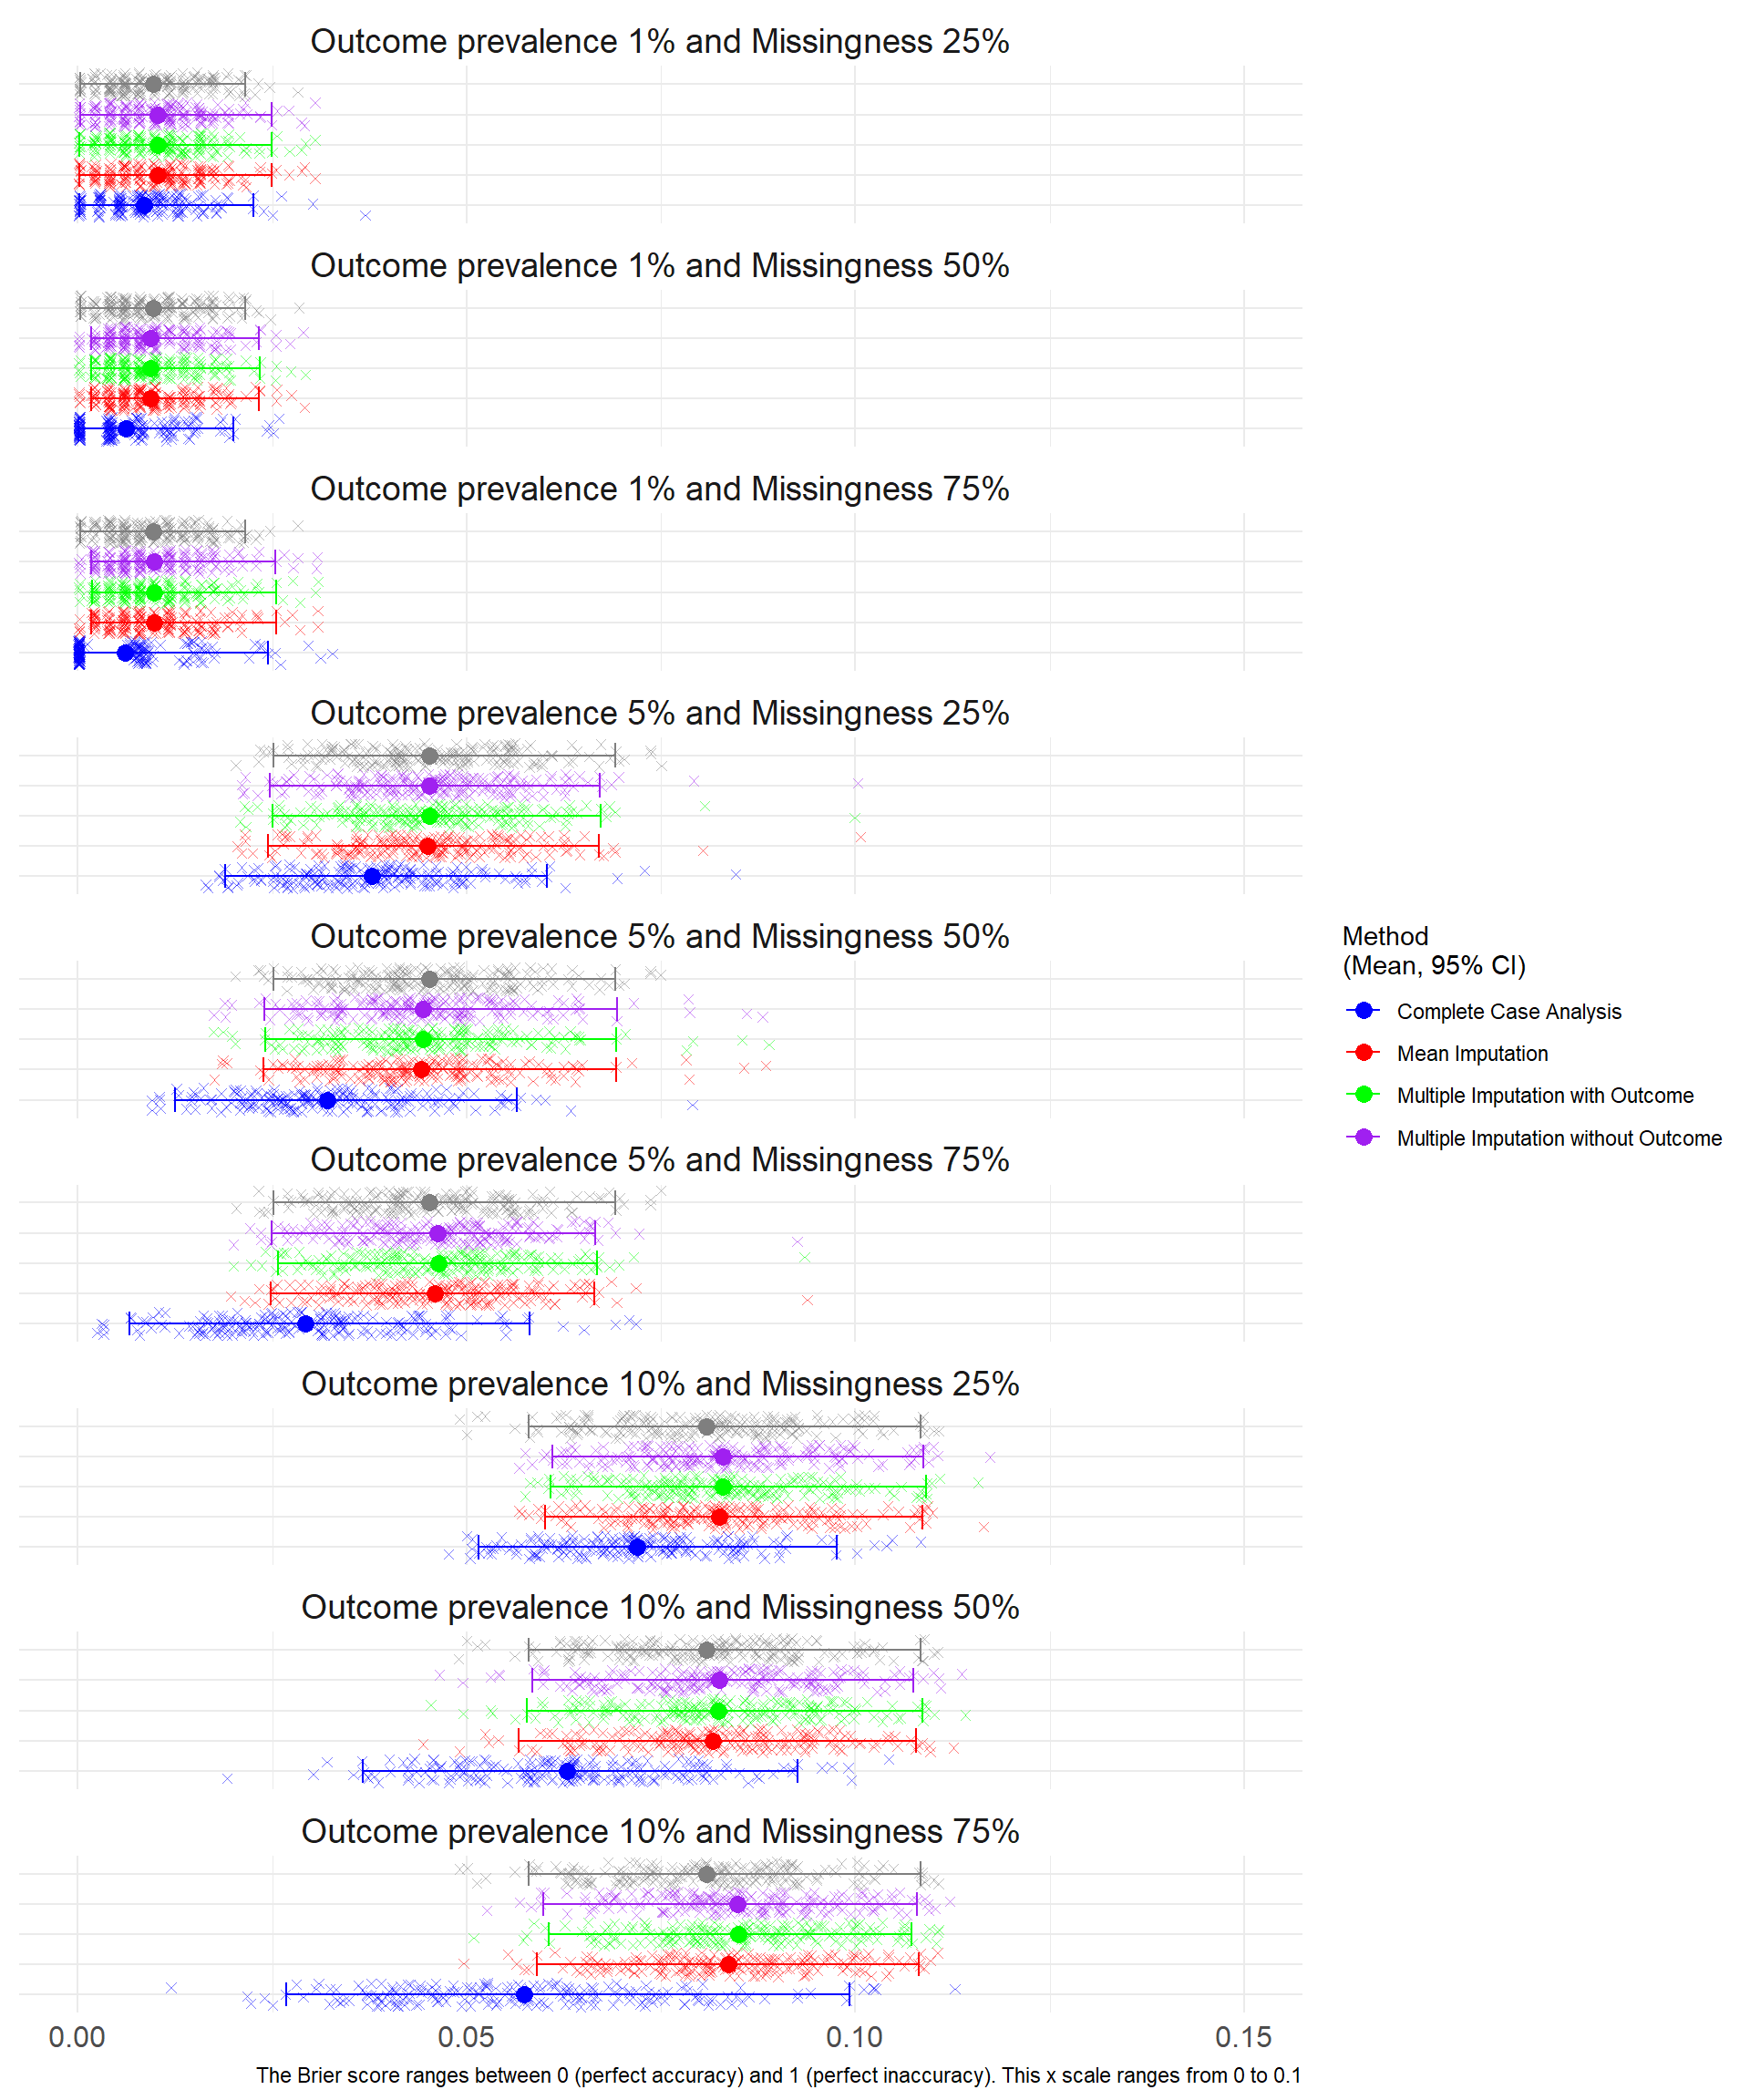 Outcome prevalence 1% and Missingness 25%
Outcome prevalence 1% and Missingness 50%
Outcome prevalence 1% and Missingness 75%
Outcome prevalence 5% and Missingness 25%
Outcome prevalence 5% and Missingness 50%
Outcome prevalence 5% and Missingness 75%
Outcome prevalence 10% and Missingness 25%
Outcome prevalence 10% and Missingness 50%
Outcome prevalence 10% and Missingness 75%
0.00 0.05 0.10 0.15
The Brier score ranges between 0 (perfect accuracy) and 1 (perfect inaccuracy). This x scale ranges from 0 to 0.1
Method
(Mean, 95% CI)
Complete Case Analysis
Mean Imputation
Multiple Imputation with Outcome
Multiple Imputation without Outcome